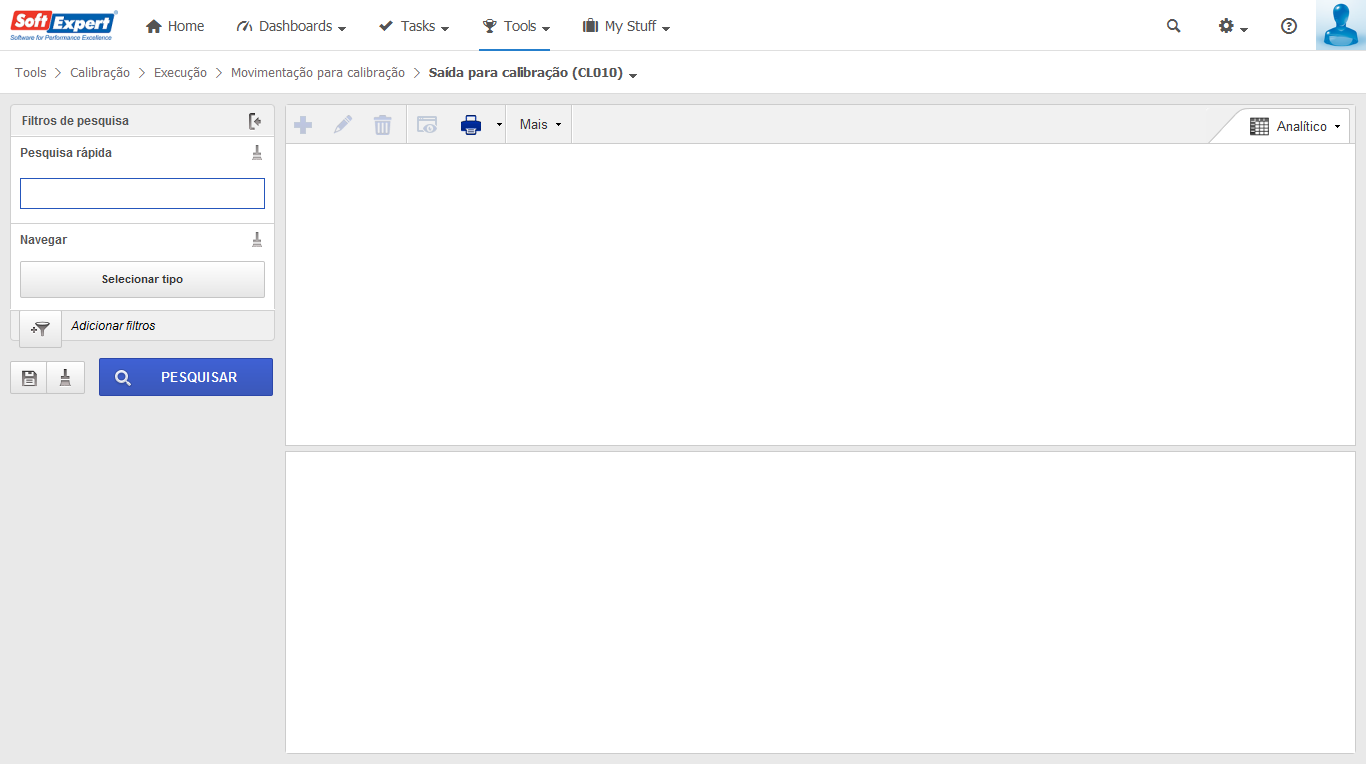 SoftExpert®
Software for Performance Excellence
Home
Dashboards
Tasks
Tools
My Stuff
Tools > Calibração > Execução > Movimentação para calibração > Saída para calibração (CL010)
Filtros de pesquisa
Mais
Analítico
Pesquisa rápida
Navegar
Selecionar tipo
Adicionar filtros
PESQUISAR